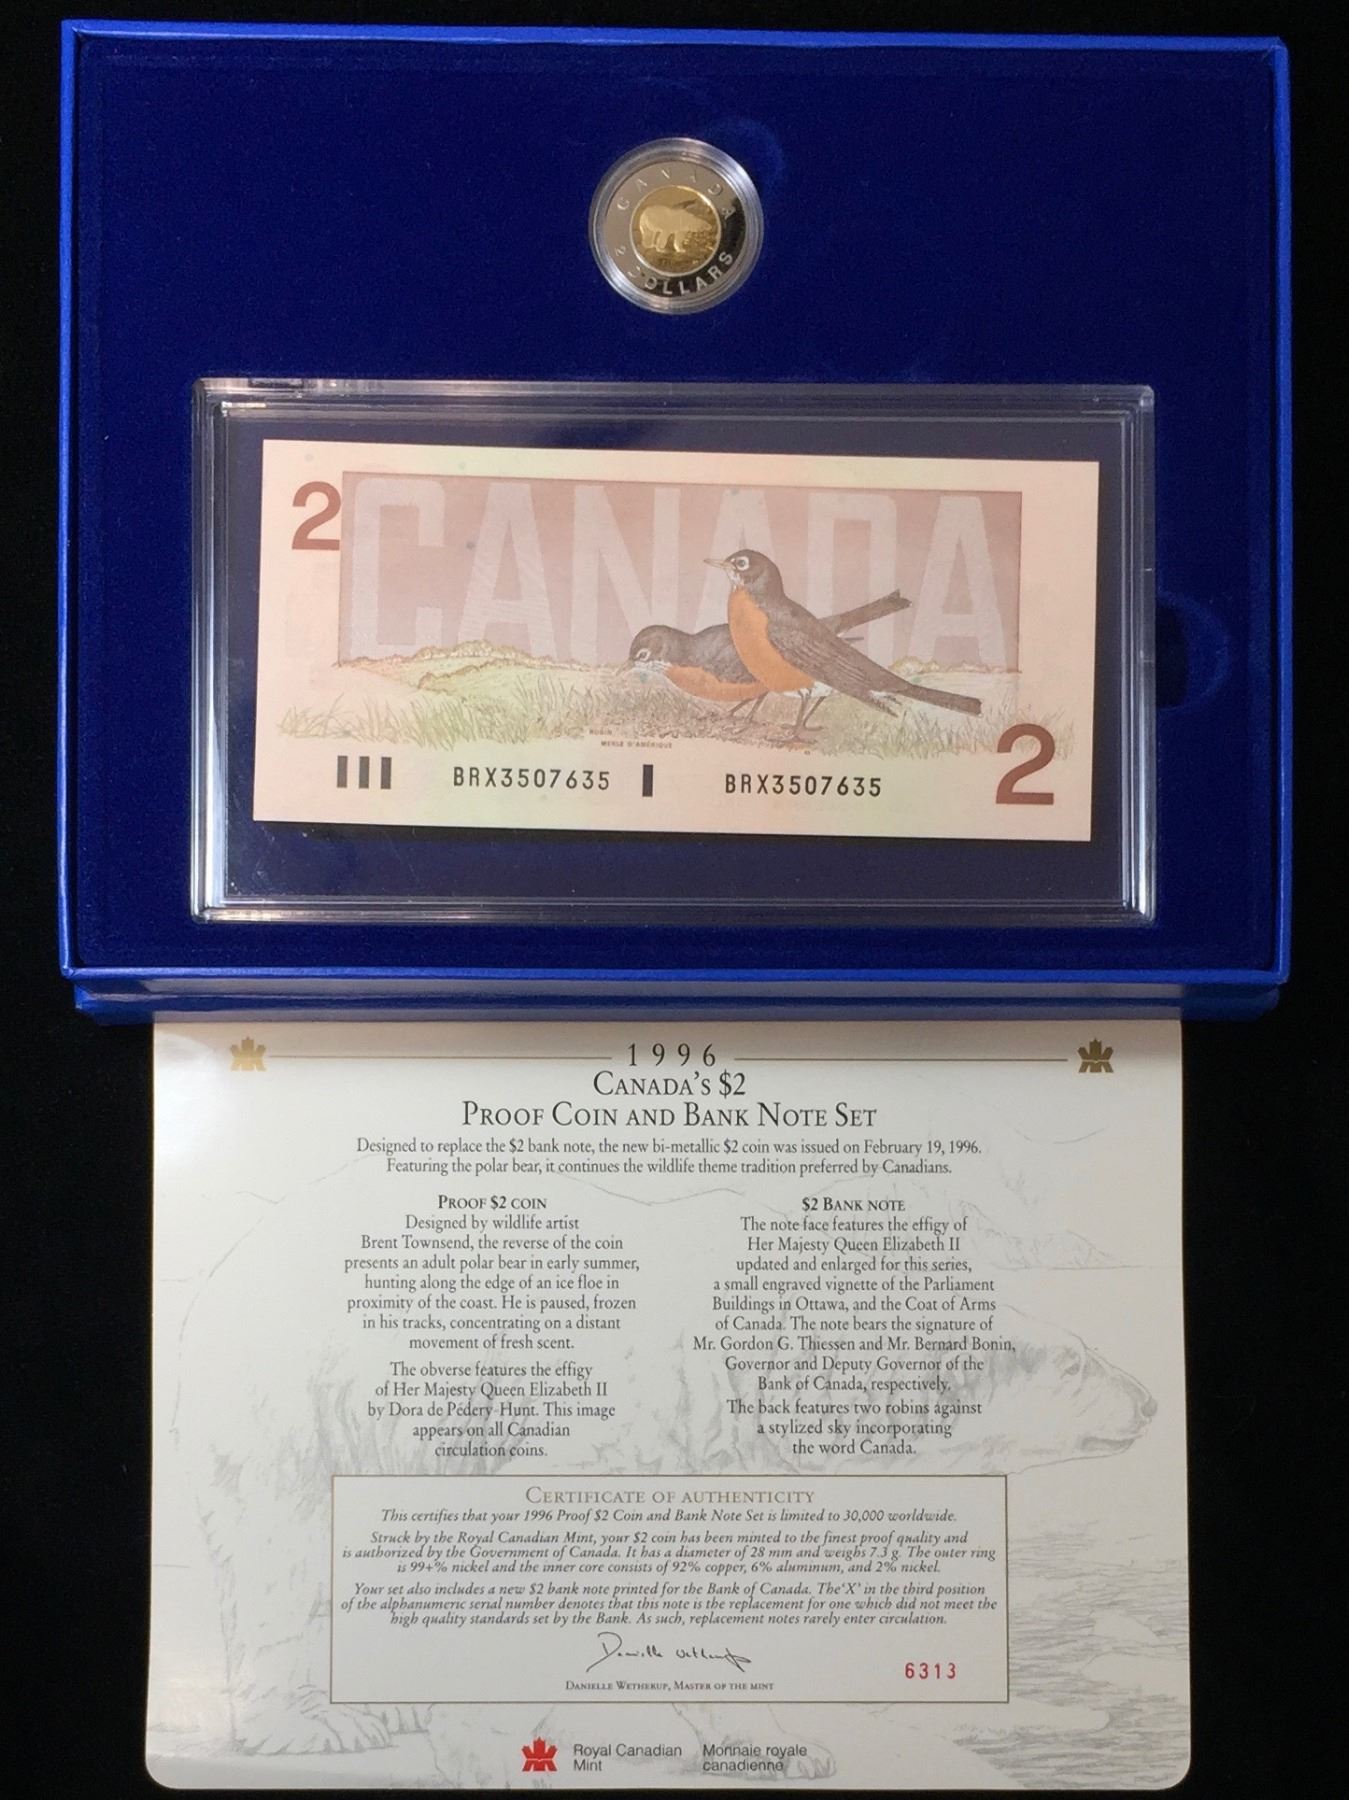 CANADA
2 DOLLARS
2
CANADA
ROBIN
MERLE D'AMÉRIQUE
BRX3507635
BRX3507635
2
1996
CANADA'S $2
PROOF COIN AND BANK NOTE SET
Designed to replace the $2 bank note, the new bi-metallic $2 coin was issued on February 19, 1996.
Featuring the polar bear, it continues the wildlife theme tradition preferred by Canadians.
PROOF $2 COIN
Designed by wildlife artist
Brent Townsend, the reverse of the coin
presents an adult polar bear in early summer,
hunting along the edge of an ice floe in
proximity of the coast. He is paused, frozen
in his tracks, concentrating on a distant
movement of fresh scent.
The obverse features the effigy
of Her Majesty Queen Elizabeth II
by Dora de Pédery-Hunt. This image
appears on all Canadian
circulation coins.
$2 BANK NOTE
The note face features the effigy of
Her Majesty Queen Elizabeth II
updated and enlarged for this series,
a small engraved vignette of the Parliament
Buildings in Ottawa, and the Coat of Arms
of Canada. The note bears the signature of
Mr. Gordon G. Thiessen and Mr. Bernard Bonin,
Governor and Deputy Governor of the
Bank of Canada, respectively.
The back features two robins against
a stylized sky incorporating
the word Canada.
CERTIFICATE OF AUTHENTICITY
This certifies that your 1996 Proof $2 Coin and Bank Note Set is limited to 30,000 worldwide.
Struck by the Royal Canadian Mint, your $2 coin has been minted to the finest proof quality and
is authorized by the Government of Canada. It has a diameter of 28 mm and weighs 7.3 g. The outer ring
is 99+% nickel and the inner core consists of 92% copper, 6% aluminum, and 2% nickel.
Your set also includes a new $2 bank note printed for the Bank of Canada. The 'X' in the third position
of the alphanumeric serial number denotes that this note is the replacement for one which did not meet the
high quality standards set by the Bank. As such, replacement notes rarely enter circulation.
Danielle Wetherup
6313
DANIELLE WETHERUP, MASTER OF THE MINT
Royal Canadian Mint
Monnaie royale canadienne